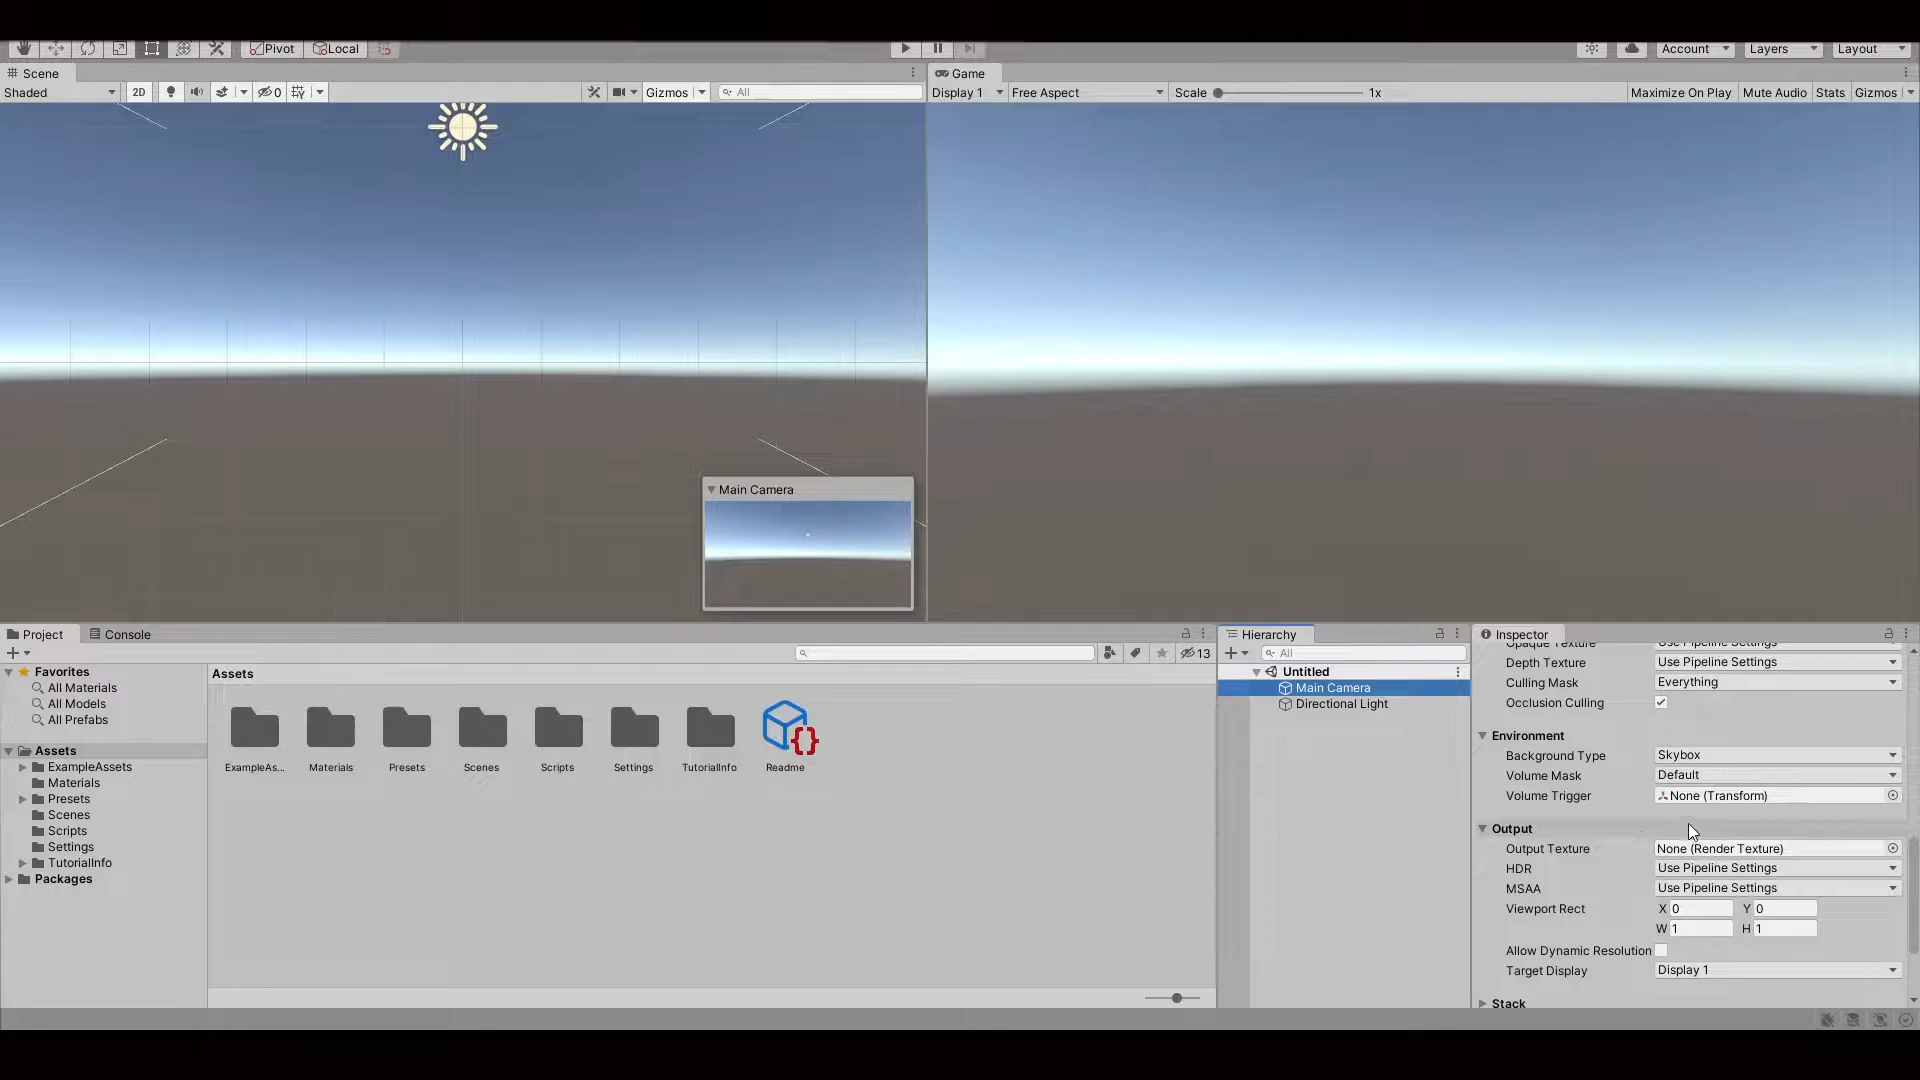 Pivot Local Account Layers Layout
Scene Game
Shaded 2D 0 Gizmos All Display 1 Free Aspect Scale 1x Maximize On Play Mute Audio Stats Gizmos
Main Camera
Project Console
13
Favorites
All Materials
All Models
All Prefabs
Assets
ExampleAssets
Materials
Presets
Scenes
Scripts
Settings
TutorialInfo
Packages
Assets
ExampleAs... Materials Presets Scenes Scripts Settings TutorialInfo Readme
Hierarchy
All
Untitled
Main Camera
Directional Light
Inspector
Opaque Texture Use Pipeline Settings
Depth Texture Use Pipeline Settings
Culling Mask Everything
Occlusion Culling
Environment
Background Type Skybox
Volume Mask Default
Volume Trigger None (Transform)
Output
Output Texture None (Render Texture)
HDR Use Pipeline Settings
MSAA Use Pipeline Settings
Viewport Rect X 0 Y 0
W 1 H 1
Allow Dynamic Resolution
Target Display Display 1
Stack